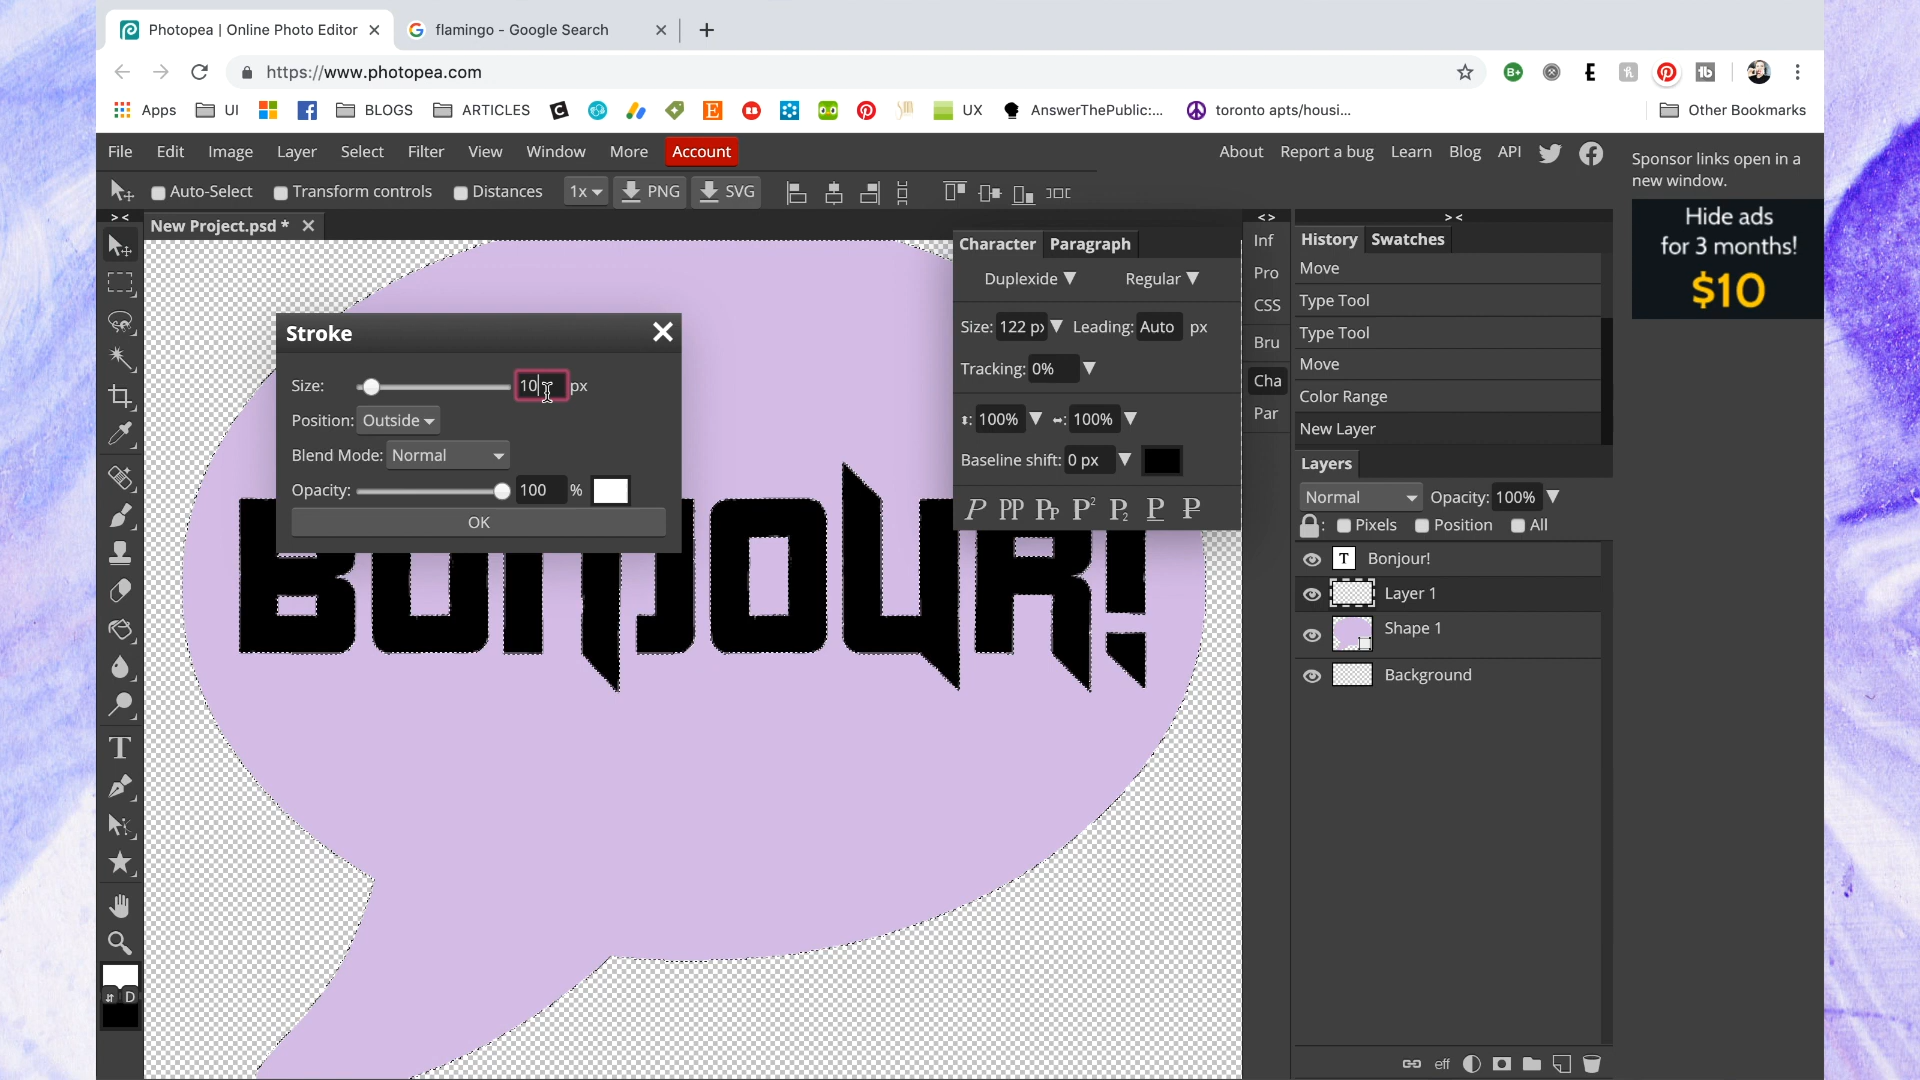 Photopea | Online Photo Editor
flamingo - Google Search
https://www.photopea.com
Apps UI BLOGS ARTICLES UX AnswerThePublic:... toronto apts/housi... Other Bookmarks
File Edit Image Layer Select Filter View Window More Account
About Report a bug Learn Blog API
Auto-Select Transform controls Distances 1x PNG SVG
New Project.psd *
Sponsor links open in a
new window.
Hide ads
for 3 months!
$10
Stroke
Size: 10 px
Position: Outside
Blend Mode: Normal
Opacity: 100 %
OK
BONJOUR!
Character Paragraph
Duplexide Regular
Size: 122 px Leading: Auto px
Tracking: 0%
100% 100%
Baseline shift: 0 px
Inf
Pro
CSS
Bru
Cha
Par
History Swatches
Move
Type Tool
Type Tool
Move
Color Range
New Layer
Layers
Normal Opacity: 100%
Pixels Position All
T Bonjour!
Layer 1
Shape 1
Background
eff
D